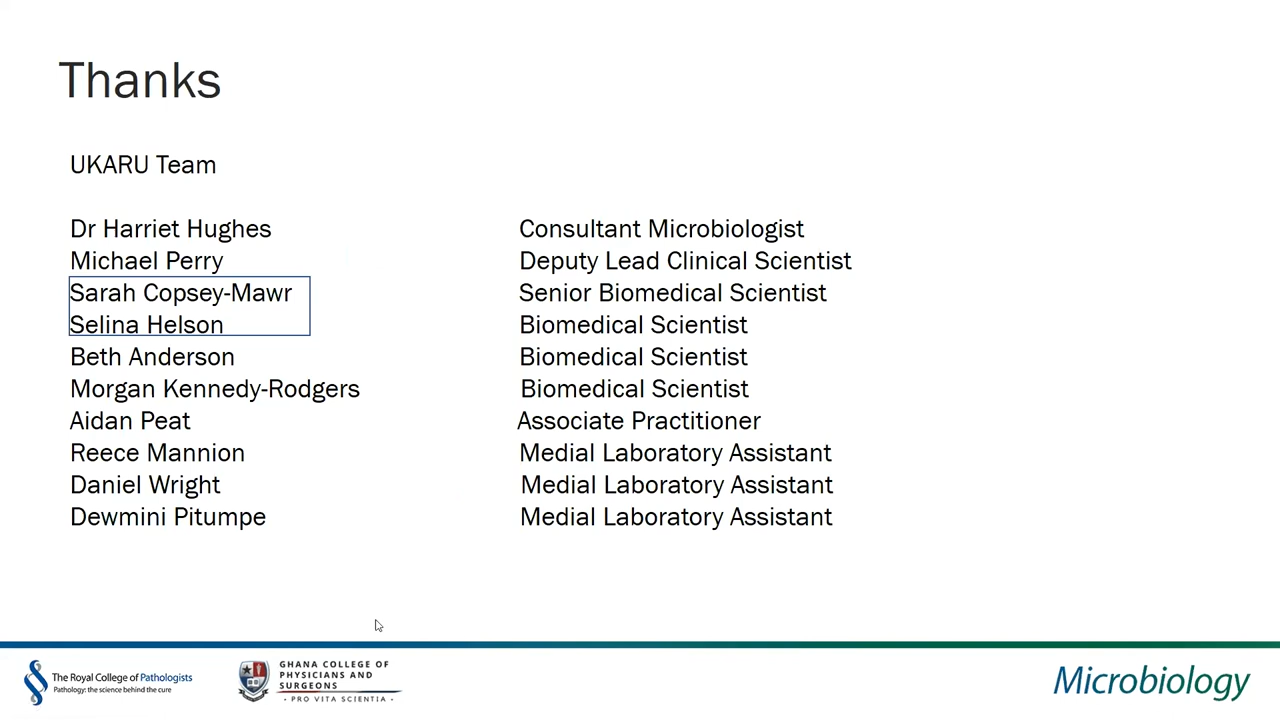 Thanks
UKARU Team
Dr Harriet Hughes Consultant Microbiologist
Michael Perry Deputy Lead Clinical Scientist
Sarah Copsey-Mawr Senior Biomedical Scientist
Selina Helson Biomedical Scientist
Beth Anderson Biomedical Scientist
Morgan Kennedy-Rodgers Biomedical Scientist
Aidan Peat Associate Practitioner
Reece Mannion Medial Laboratory Assistant
Daniel Wright Medial Laboratory Assistant
Dewmini Pitumpe Medial Laboratory Assistant
The Royal College of Pathologists
Pathology: the science behind the cure
GHANA COLLEGE OF
PHYSICIANS AND
SURGEONS
- PRO VITA SCIENTIA -
Microbiology